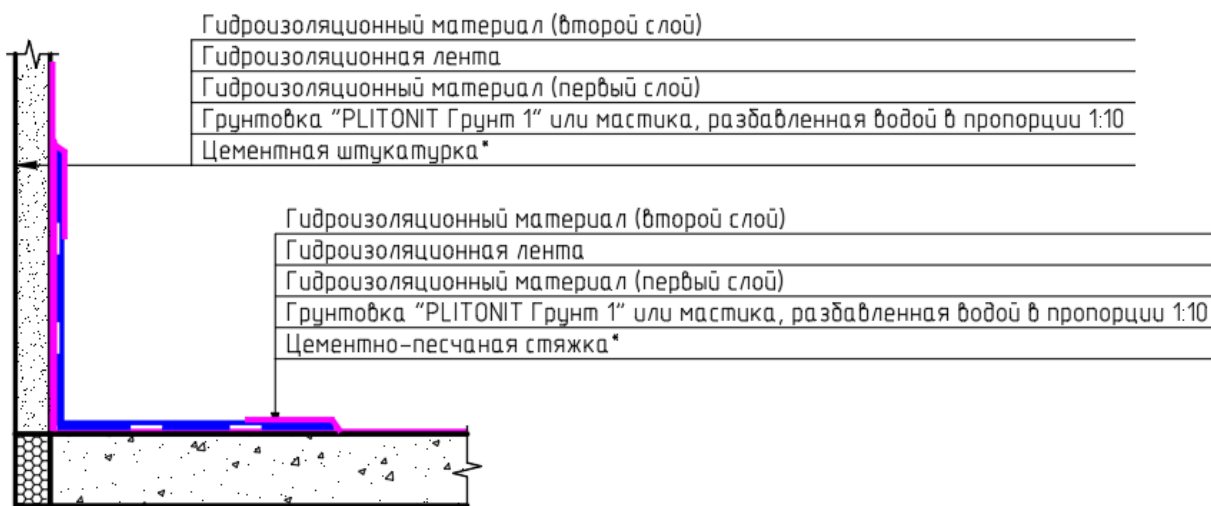 Гидроизоляционный материал (второй слой)
Гидроизоляционная лента
Гидроизоляционный материал (первый слой)
Грунтовка "PLITONIT Грунт 1" или мастика, разбавленная водой в пропорции 1:10
Цементная штукатурка*
Гидроизоляционный материал (второй слой)
Гидроизоляционная лента
Гидроизоляционный материал (первый слой)
Грунтовка "PLITONIT Грунт 1" или мастика, разбавленная водой в пропорции 1:10
Цементно-песчаная стяжка*